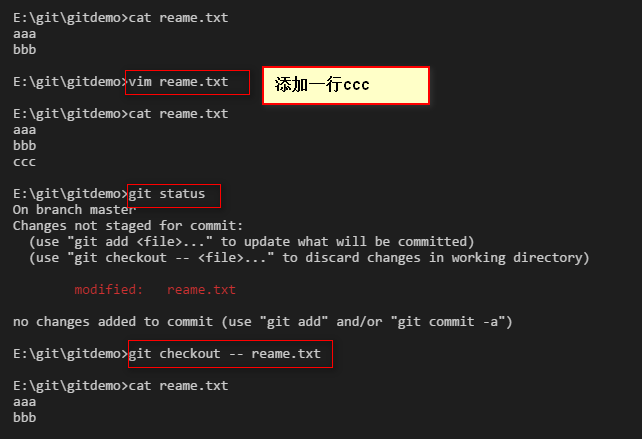 E:\git\gitdemo>cat reame.txt
aaa
bbb
E:\git\gitdemo>vim reame.txt
添加一行ccc
E:\git\gitdemo>cat reame.txt
aaa
bbb
ccc
E:\git\gitdemo>git status
On branch master
Changes not staged for commit:
(use "git add <file>..." to update what will be committed)
(use "git checkout -- <file>..." to discard changes in working directory)
modified: reame.txt
no changes added to commit (use "git add" and/or "git commit -a")
E:\git\gitdemo>git checkout -- reame.txt
E:\git\gitdemo>cat reame.txt
aaa
bbb